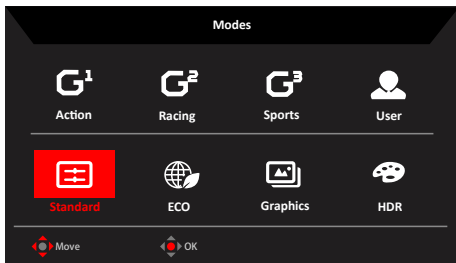 Modes
G1 G2 G3
Action Racing Sports User
Standard ECO Graphics HDR
Move OK